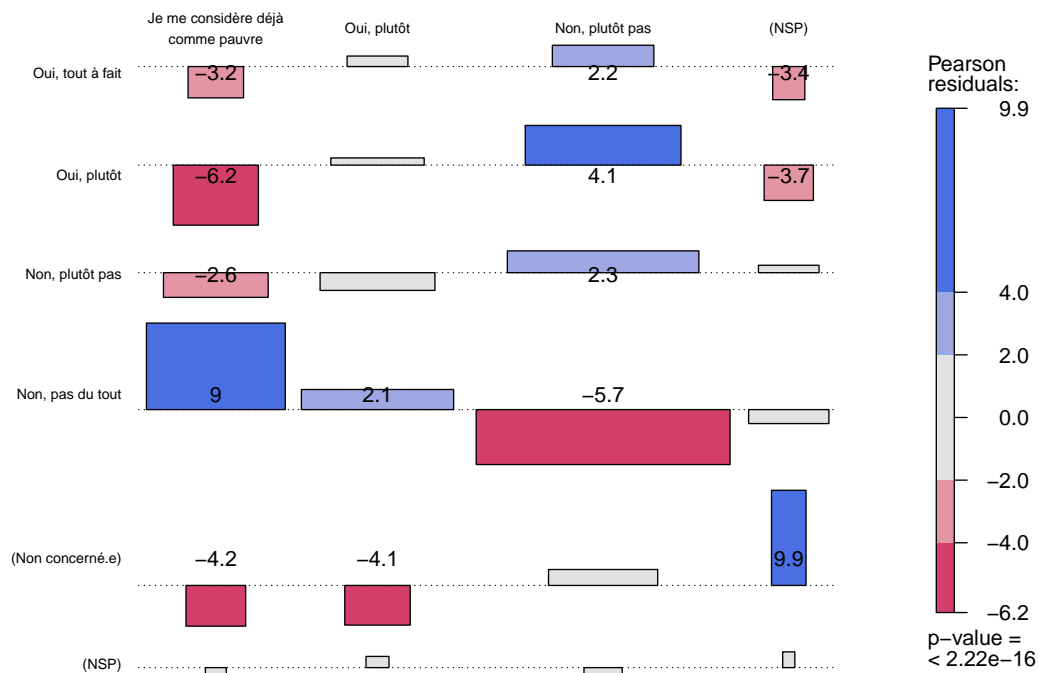 Je me considère déjà
comme pauvre
Oui, plutôt
Non, plutôt pas
(NSP)
Oui, tout à fait
−3.2
2.2
−3.4
Oui, plutôt
−6.2
4.1
−3.7
Non, plutôt pas
−2.6
2.3
Non, pas du tout
9
2.1
−5.7
(Non concerné.e)
−4.2
−4.1
9.9
(NSP)
Pearson
residuals:
9.9
4.0
2.0
0.0
−2.0
−4.0
−6.2
p−value =
< 2.22e−16